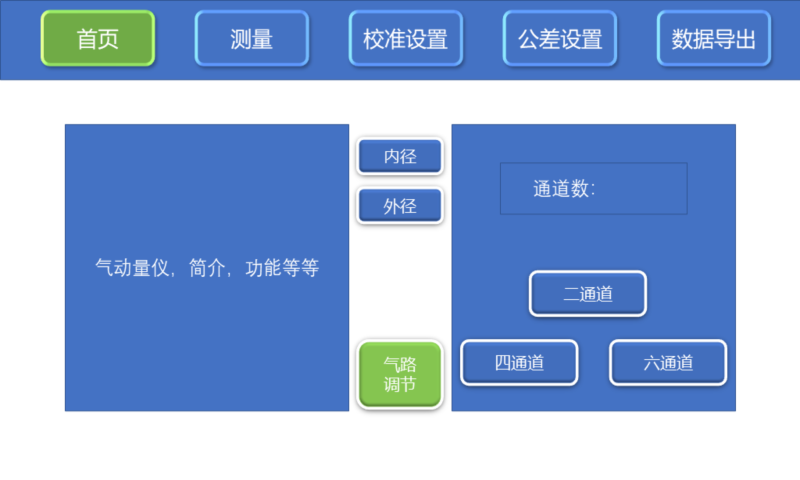 首页
测量
校准设置
公差设置
数据导出
内径
外径
通道数：
气动量仪，简介，功能等等
二通道
气路
调节
四通道
六通道